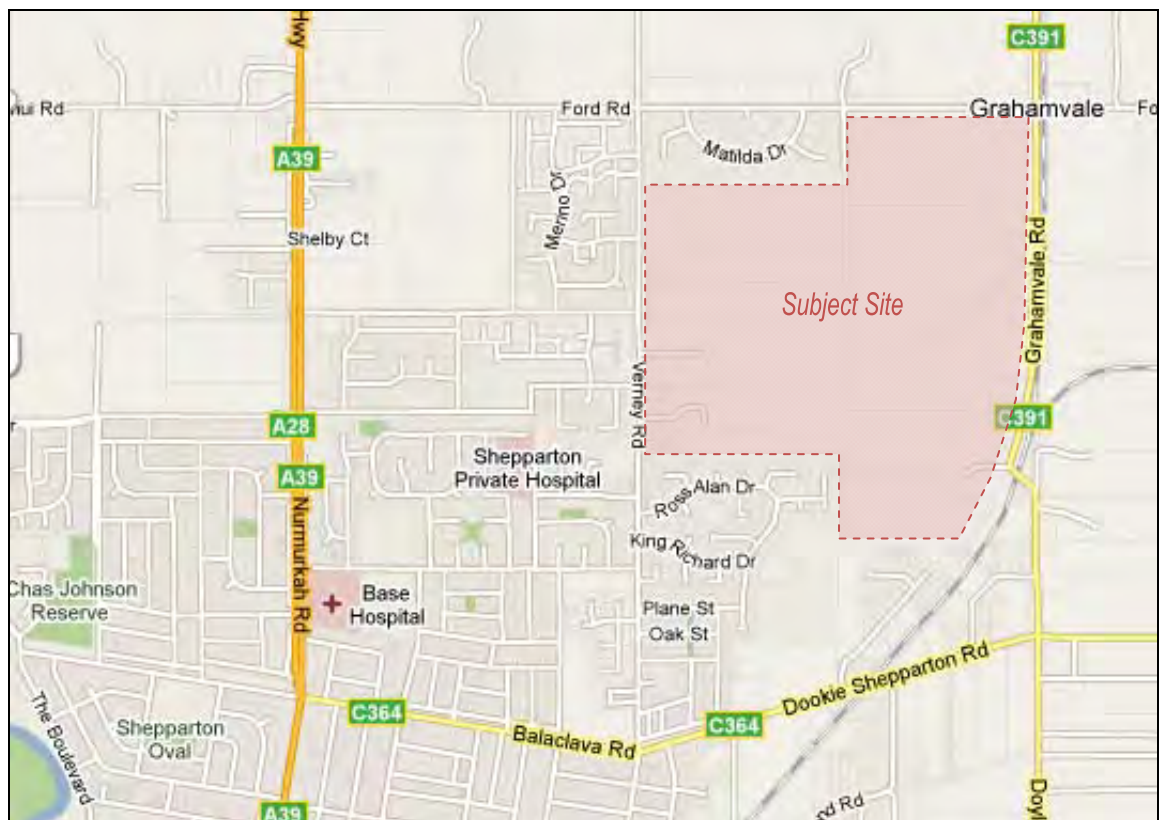 Hwy
C391
Ford Rd
Grahamvale
Fo
Rd
Matilda Dr
A39
Merino Dr
Shelby Ct
Grahamvale Rd
Subject Site
Verney Rd
C391
A28
A39
Shepparton
Private Hospital
Ross Alan Dr
Nurmurkah Rd
King Richard Dr
Chas Johnson
Reserve
Base
Hospital
Plane St
Oak St
Dookie Shepparton Rd
The Boulevard
C364
Shepparton
Oval
C364
Balaclava Rd
Doyl
Rd
A39